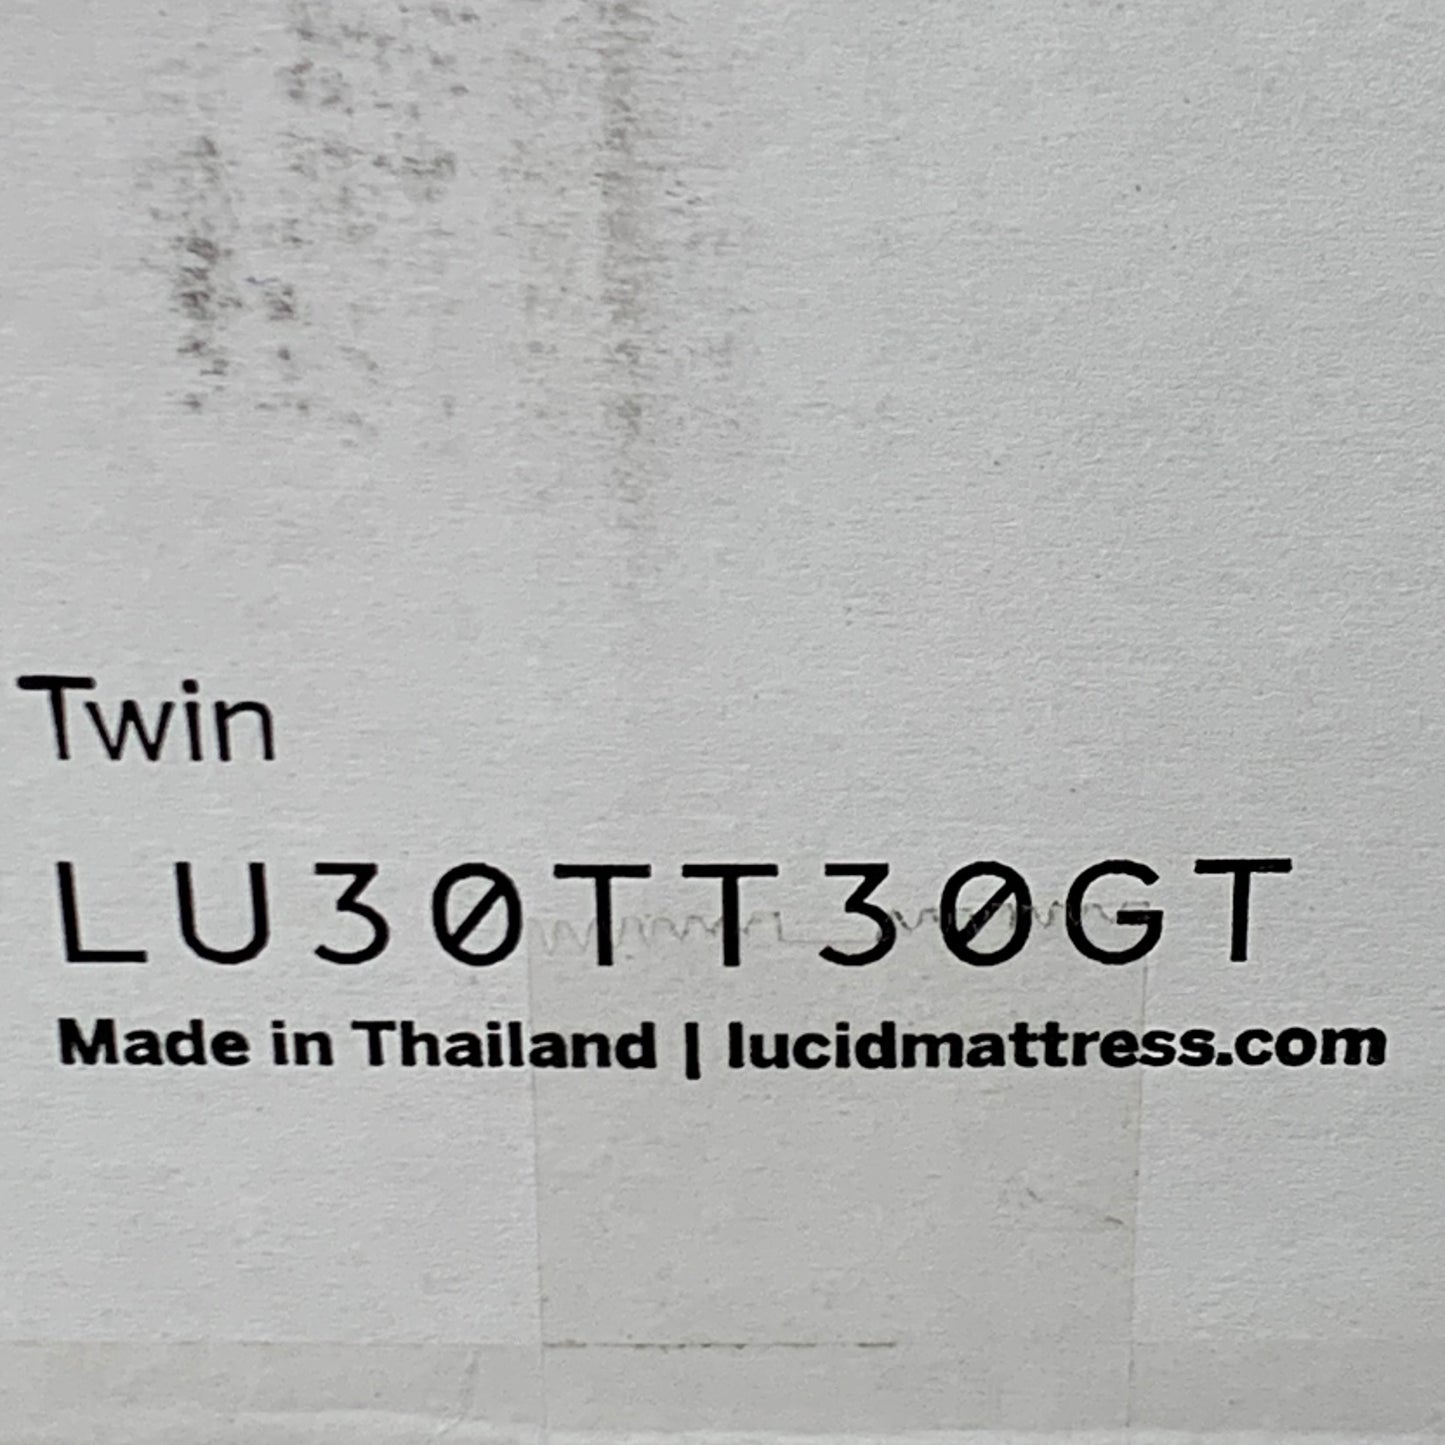 Twin
LU30TT30GT
Made in Thailand | lucidmattress.com